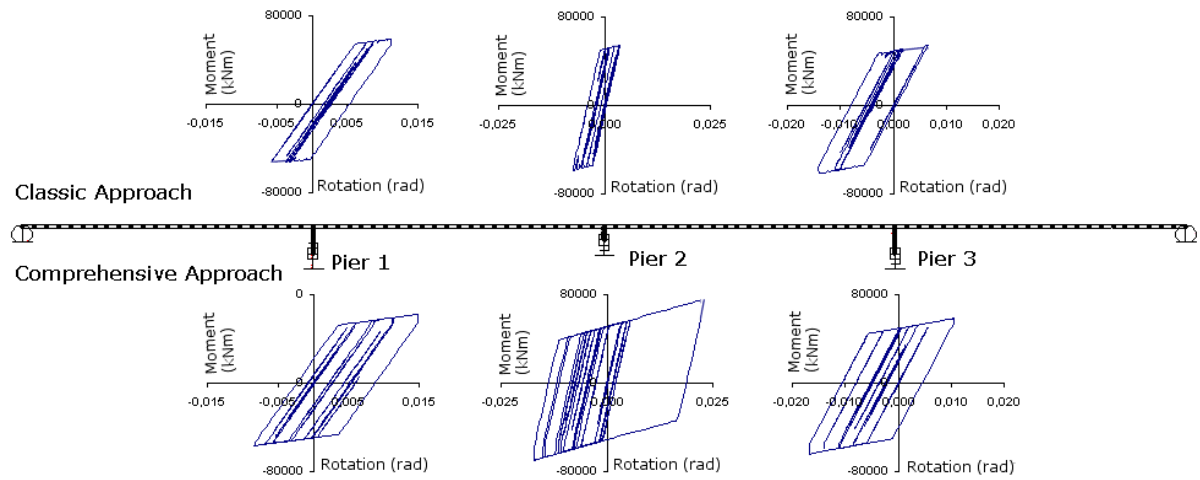 80000
80000
80000
Moment
(kNm)
Moment
(kNm)
Moment
(kNm)
0
0
0
-0,015
-0,005
0,005
0,015
-0,025
0,000
0,025
-0,020
-0,010
0,000
0,010
0,020
-80000
Rotation (rad)
-80000
Rotation (rad)
-80000
Rotation (rad)
Classic Approach
Pier 1
Pier 2
Pier 3
Comprehensive Approach
0
80000
80000
Moment
(kNm)
Moment
(kNm)
Moment
(kNm)
0
0
0
-0,015
-0,005
0,005
0,015
-0,025
0,000
0,025
-0,020
-0,010
0,000
0,010
0,020
-80000
Rotation (rad)
-80000
Rotation (rad)
-80000
Rotation (rad)